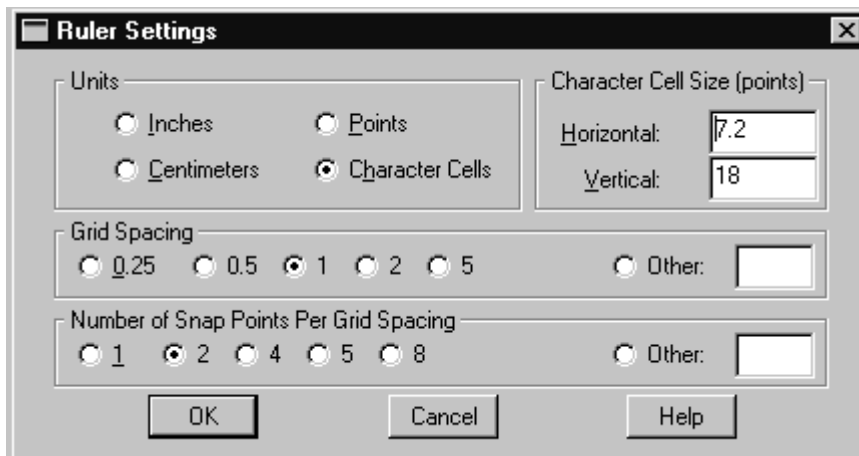 Ruler Settings
Units
Inches
Points
Centimeters
Character Cells
Character Cell Size (points)
Horizontal: 7.2
Vertical: 18
Grid Spacing
0.25 0.5 1 2 5 Other:
Number of Snap Points Per Grid Spacing
1 2 4 5 8 Other:
OK Cancel Help